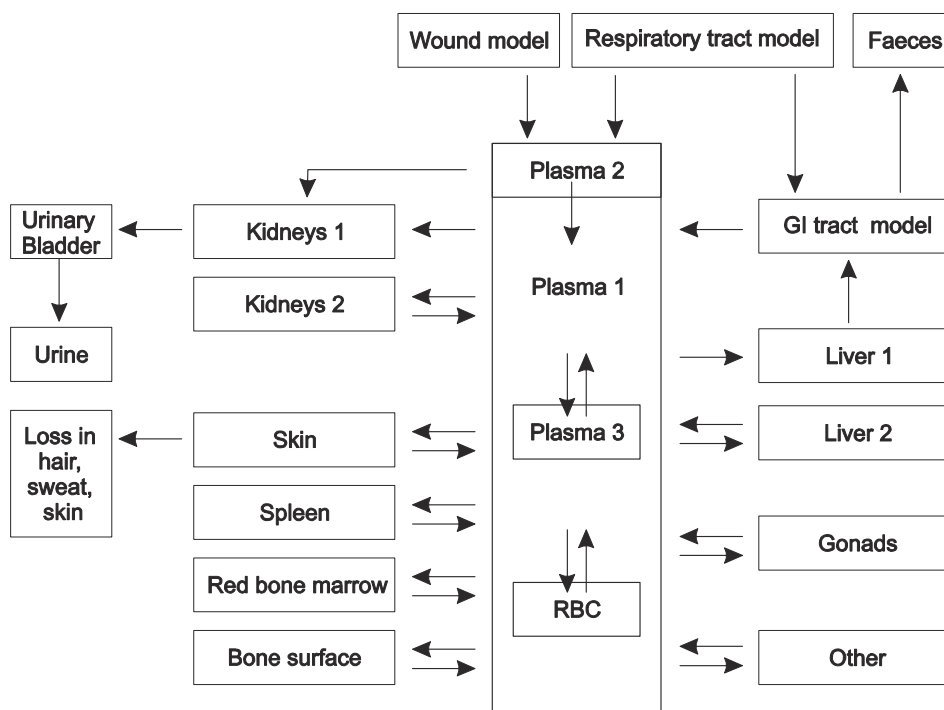 Wound model
Respiratory tract model
Faeces
Plasma 2
Urinary
Bladder
Kidneys 1
GI tract model
Kidneys 2
Plasma 1
Urine
Liver 1
Loss in
hair,
sweat,
skin
Skin
Plasma 3
Liver 2
Spleen
Gonads
Red bone marrow
RBC
Bone surface
Other